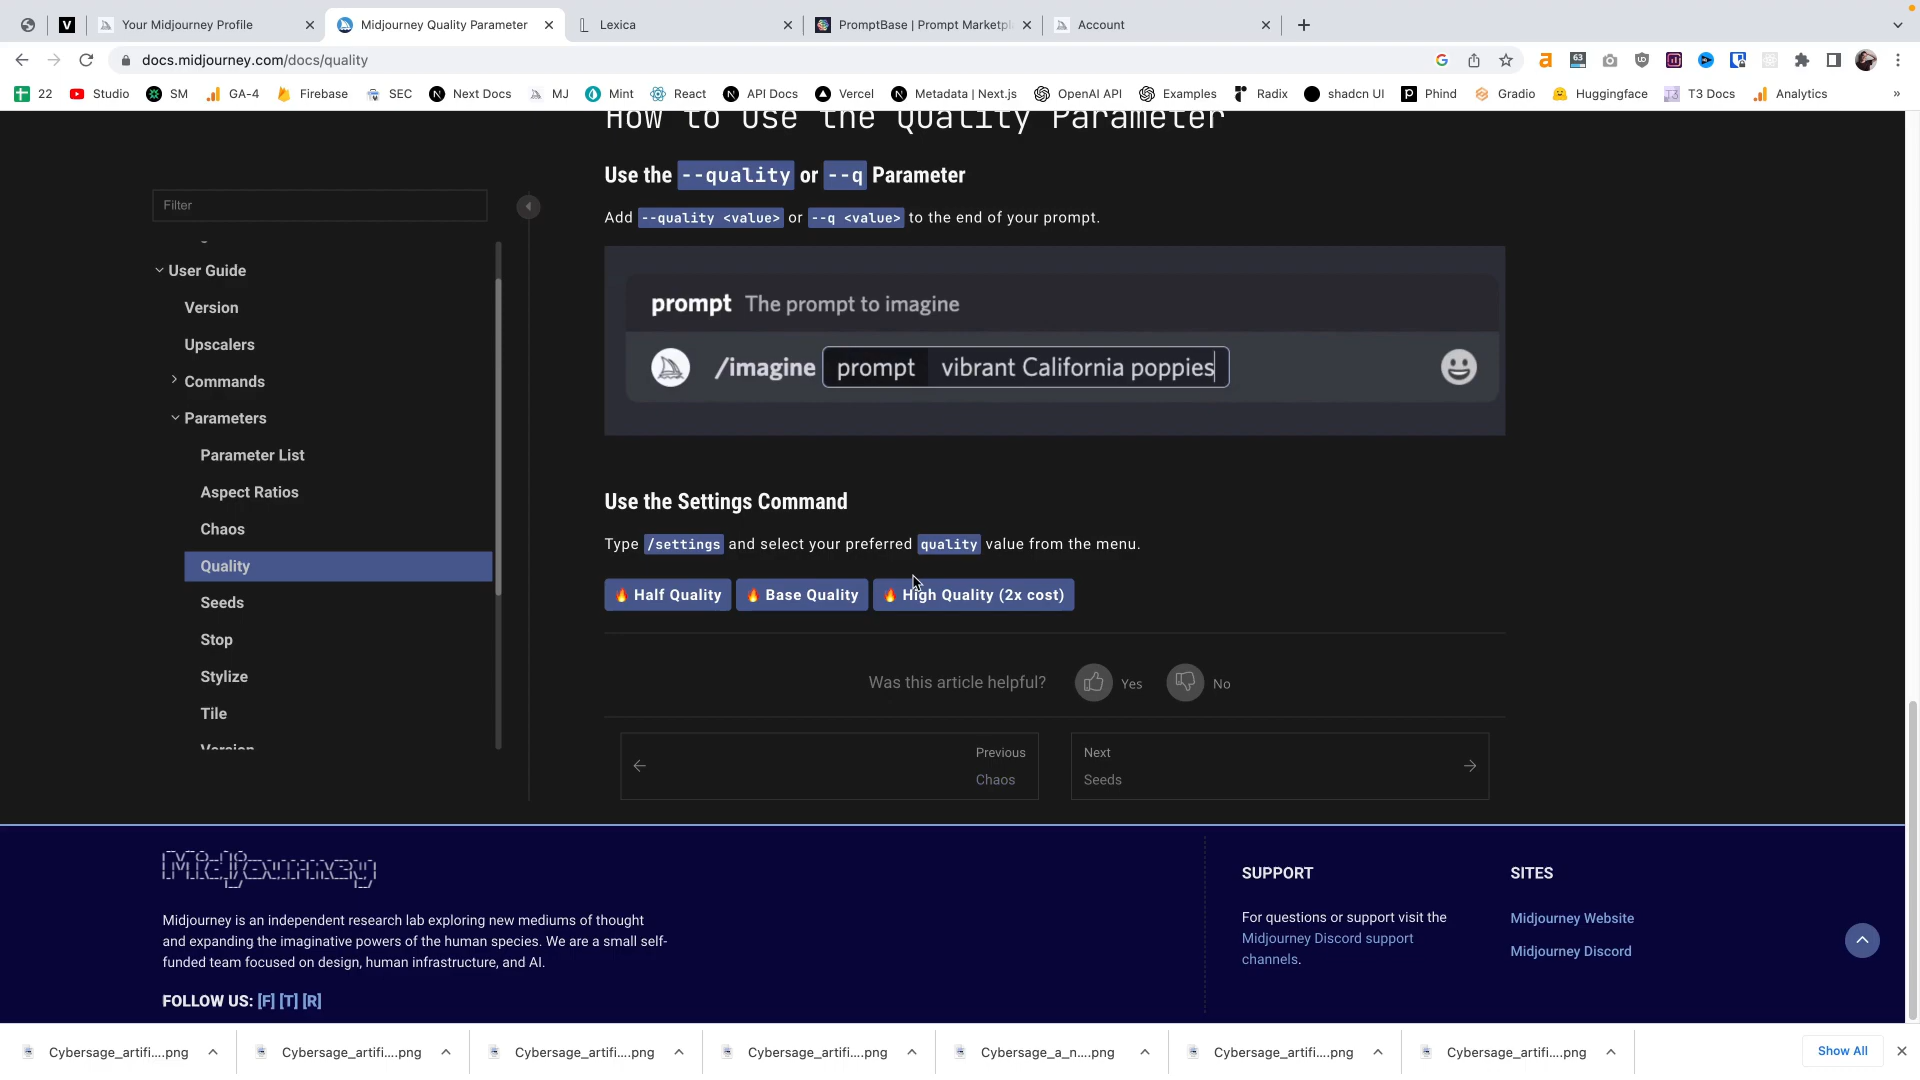 Your Midjourney Profile
Midjourney Quality Parameter
Lexica
PromptBase | Prompt Marketpl
Account
docs.midjourney.com/docs/quality
63
22
Studio
SM
GA-4
Firebase
SEC
Next Docs
MJ
Mint
React
API Docs
Vercel
Metadata | Next.js
OpenAI API
Examples
Radix
shadcn UI
Phind
Gradio
Huggingface
T3 Docs
Analytics
»
How to Use the Quality Parameter
Use the --quality or --q Parameter
Add --quality <value> or --q <value> to the end of your prompt.
prompt The prompt to imagine
/imagine prompt vibrant California poppies
Use the Settings Command
Type /settings and select your preferred quality value from the menu.
🔥 Half Quality 🔥 Base Quality 🔥 High Quality (2x cost)
Was this article helpful? Yes No
Previous
Chaos
Next
Seeds
Filter
User Guide
Version
Upscalers
Commands
Parameters
Parameter List
Aspect Ratios
Chaos
Quality
Seeds
Stop
Stylize
Tile
Version
Midjourney is an independent research lab exploring new mediums of thought
and expanding the imaginative powers of the human species. We are a small self-
funded team focused on design, human infrastructure, and AI.
FOLLOW US: [F] [T] [R]
SUPPORT
For questions or support visit the
Midjourney Discord support
channels.
SITES
Midjourney Website
Midjourney Discord
Cybersage_artifi....png
Cybersage_artifi....png
Cybersage_artifi....png
Cybersage_artifi....png
Cybersage_a_n....png
Cybersage_artifi....png
Cybersage_artifi....png
Show All